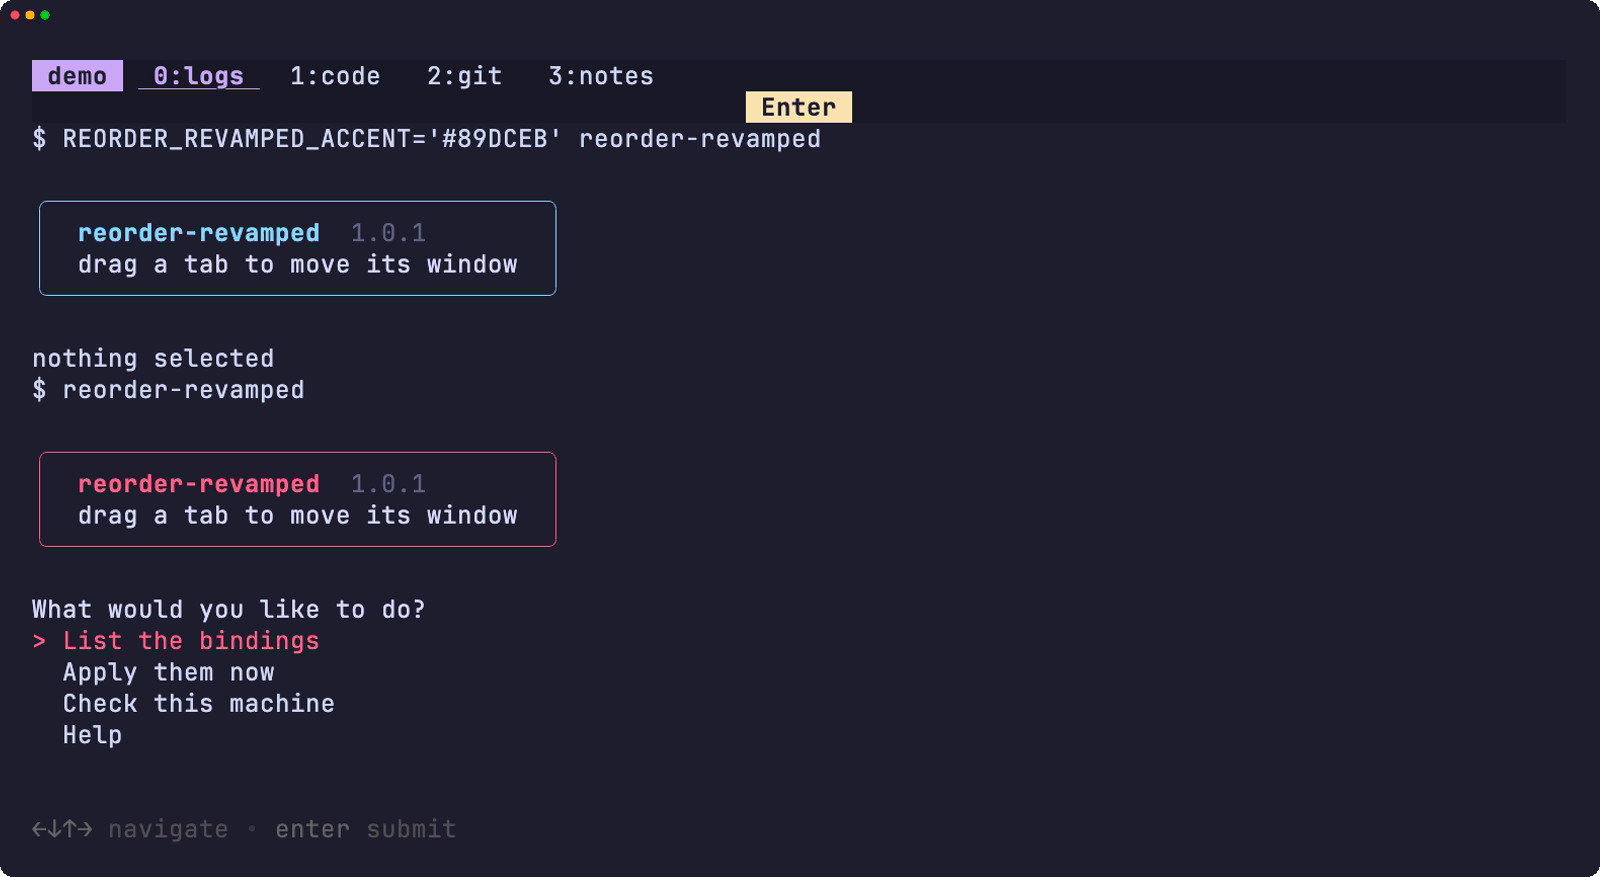 demo 0:logs 1:code 2:git 3:notes
Enter
$ REORDER_REVAMPED_ACCENT='#89DCEB' reorder-revamped
reorder-revamped 1.0.1
drag a tab to move its window
nothing selected
$ reorder-revamped
reorder-revamped 1.0.1
drag a tab to move its window
What would you like to do?
> List the bindings
Apply them now
Check this machine
Help
←↓↑→ navigate • enter submit